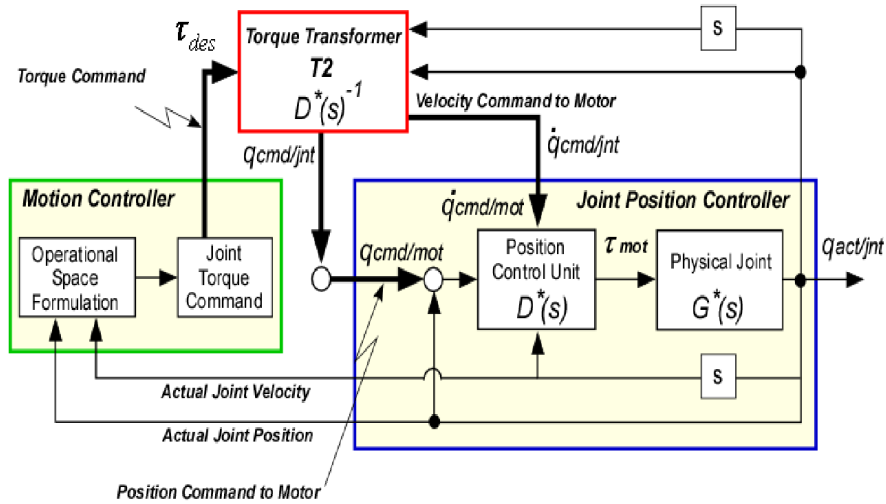 τdes
Torque Transformer
T2
D*(s)-1
S
Torque Command
Velocity Command to Motor
qcmd/jnt
q̇cmd/jnt
Motion Controller
Joint Position Controller
q̇cmd/mot
Operational
Space
Formulation
Joint
Torque
Command
qcmd/mot
Position
Control Unit
D*(s)
τmot
Physical Joint
G*(s)
qact/jnt
S
Actual Joint Velocity
Actual Joint Position
Position Command to Motor